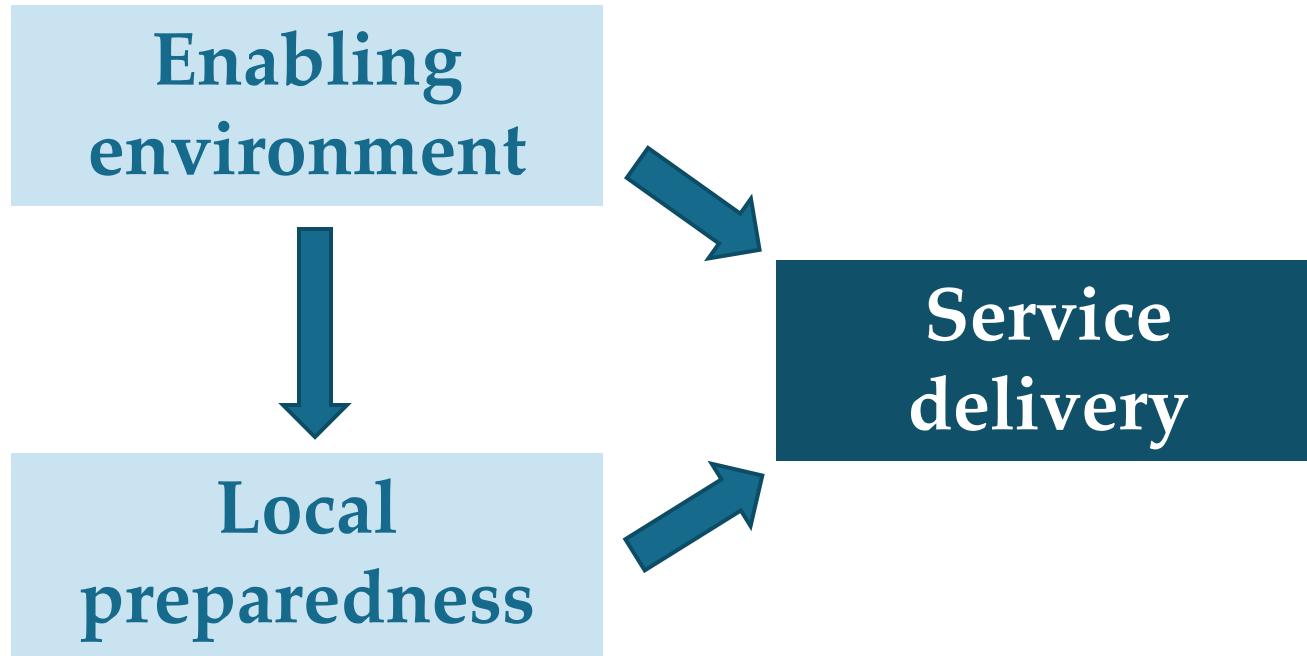 Enabling
environment
Service
delivery
Local
preparedness